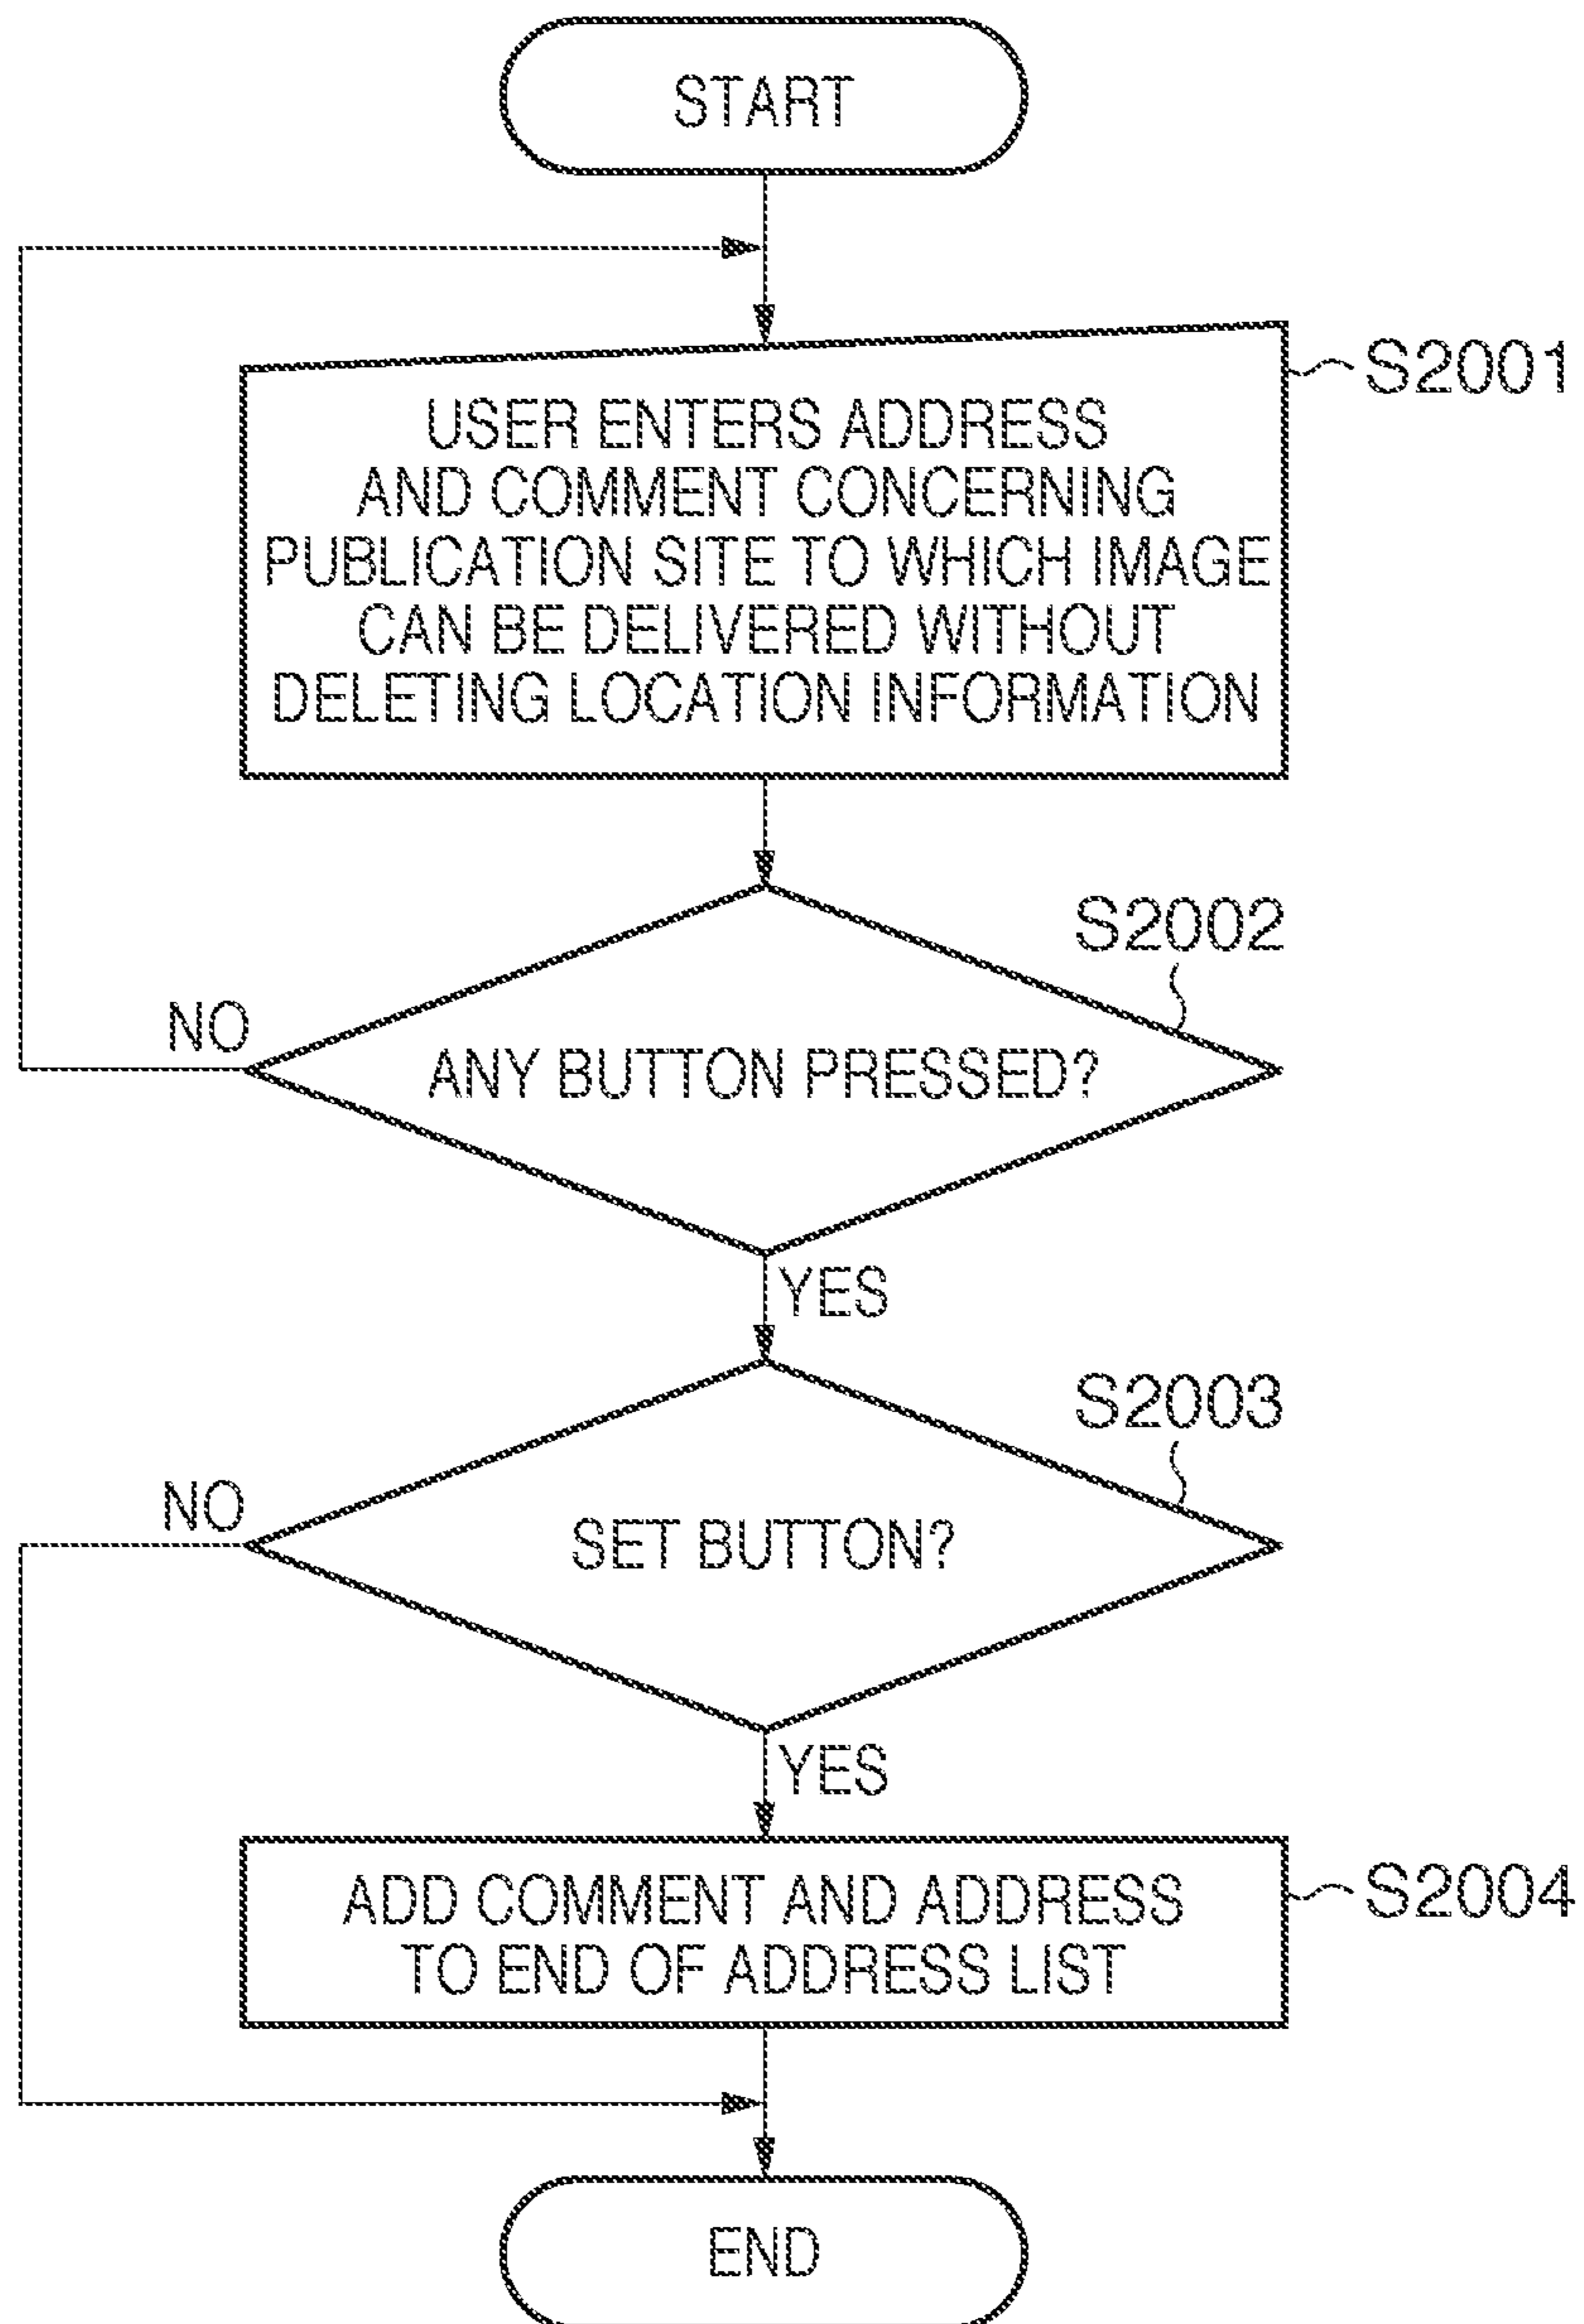 START
S2001
USER ENTERS ADDRESS
AND COMMENT CONCERNING
PUBLICATION SITE TO WHICH IMAGE
CAN BE DELIVERED WITHOUT
DELETING LOCATION INFORMATION
S2002
NO
ANY BUTTON PRESSED?
YES
S2003
NO
SET BUTTON?
YES
S2004
ADD COMMENT AND ADDRESS
TO END OF ADDRESS LIST
END